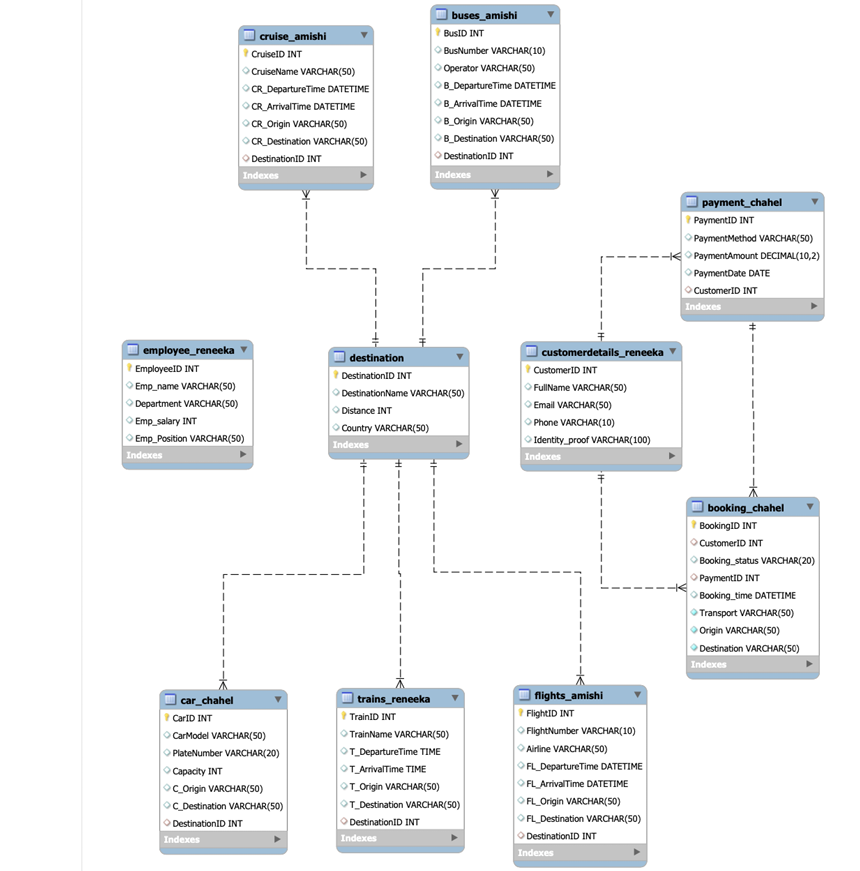 cruise_amishi
CruiseID INT
CruiseName VARCHAR(50)
CR_DepartureTime DATETIME
CR_ArrivalTime DATETIME
CR_Origin VARCHAR(50)
CR_Destination VARCHAR(50)
DestinationID INT
Indexes
buses_amishi
BusID INT
BusNumber VARCHAR(10)
Operator VARCHAR(50)
B_DepartureTime DATETIME
B_ArrivalTime DATETIME
B_Origin VARCHAR(50)
B_Destination VARCHAR(50)
DestinationID INT
Indexes
payment_chahel
PaymentID INT
PaymentMethod VARCHAR(50)
PaymentAmount DECIMAL(10,2)
PaymentDate DATE
CustomerID INT
Indexes
employee_reneeka
EmployeeID INT
Emp_name VARCHAR(50)
Department VARCHAR(50)
Emp_salary INT
Emp_Position VARCHAR(50)
Indexes
destination
DestinationID INT
DestinationName VARCHAR(50)
Distance INT
Country VARCHAR(50)
Indexes
customerdetails_reneeka
CustomerID INT
FullName VARCHAR(50)
Email VARCHAR(50)
Phone VARCHAR(10)
Identity_proof VARCHAR(100)
Indexes
booking_chahel
BookingID INT
CustomerID INT
Booking_status VARCHAR(20)
PaymentID INT
Booking_time DATETIME
Transport VARCHAR(50)
Origin VARCHAR(50)
Destination VARCHAR(50)
Indexes
car_chahel
CarID INT
CarModel VARCHAR(50)
PlateNumber VARCHAR(20)
Capacity INT
C_Origin VARCHAR(50)
C_Destination VARCHAR(50)
DestinationID INT
Indexes
trains_reneeka
TrainID INT
TrainName VARCHAR(50)
T_DepartureTime TIME
T_ArrivalTime TIME
T_Origin VARCHAR(50)
T_Destination VARCHAR(50)
DestinationID INT
Indexes
flights_amishi
FlightID INT
FlightNumber VARCHAR(10)
Airline VARCHAR(50)
FL_DepartureTime DATETIME
FL_ArrivalTime DATETIME
FL_Origin VARCHAR(50)
FL_Destination VARCHAR(50)
DestinationID INT
Indexes